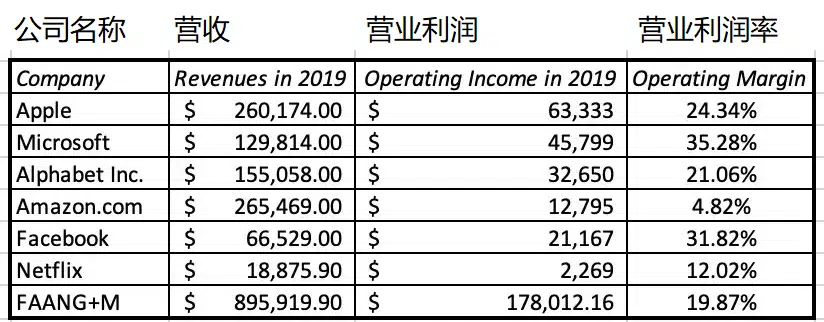 公司名称 营收 营业利润 营业利润率
Company Revenues in 2019 Operating Income in 2019 Operating Margin
Apple $ 260,174.00 $ 63,333 24.34%
Microsoft $ 129,814.00 $ 45,799 35.28%
Alphabet Inc. $ 155,058.00 $ 32,650 21.06%
Amazon.com $ 265,469.00 $ 12,795 4.82%
Facebook $ 66,529.00 $ 21,167 31.82%
Netflix $ 18,875.90 $ 2,269 12.02%
FAANG+M $ 895,919.90 $ 178,012.16 19.87%